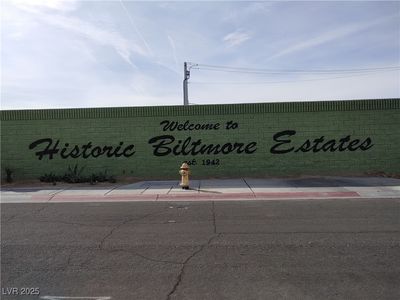 Welcome to
Historic Biltmore Estates
est. 1942
LVR 2025